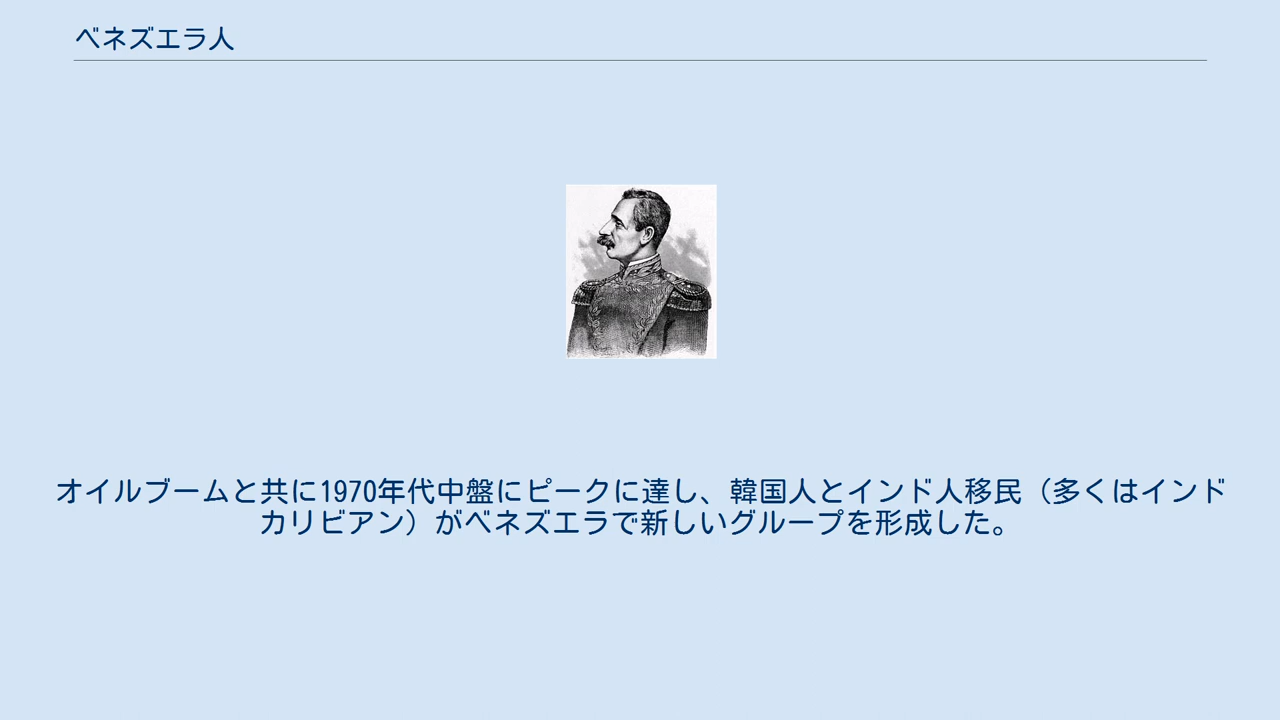 ベネズエラ人
オイルブームと共に1970年代中盤にピークに達し、韓国人とインド人移民（多くはインド
カリビアン）がベネズエラで新しいグループを形成した。